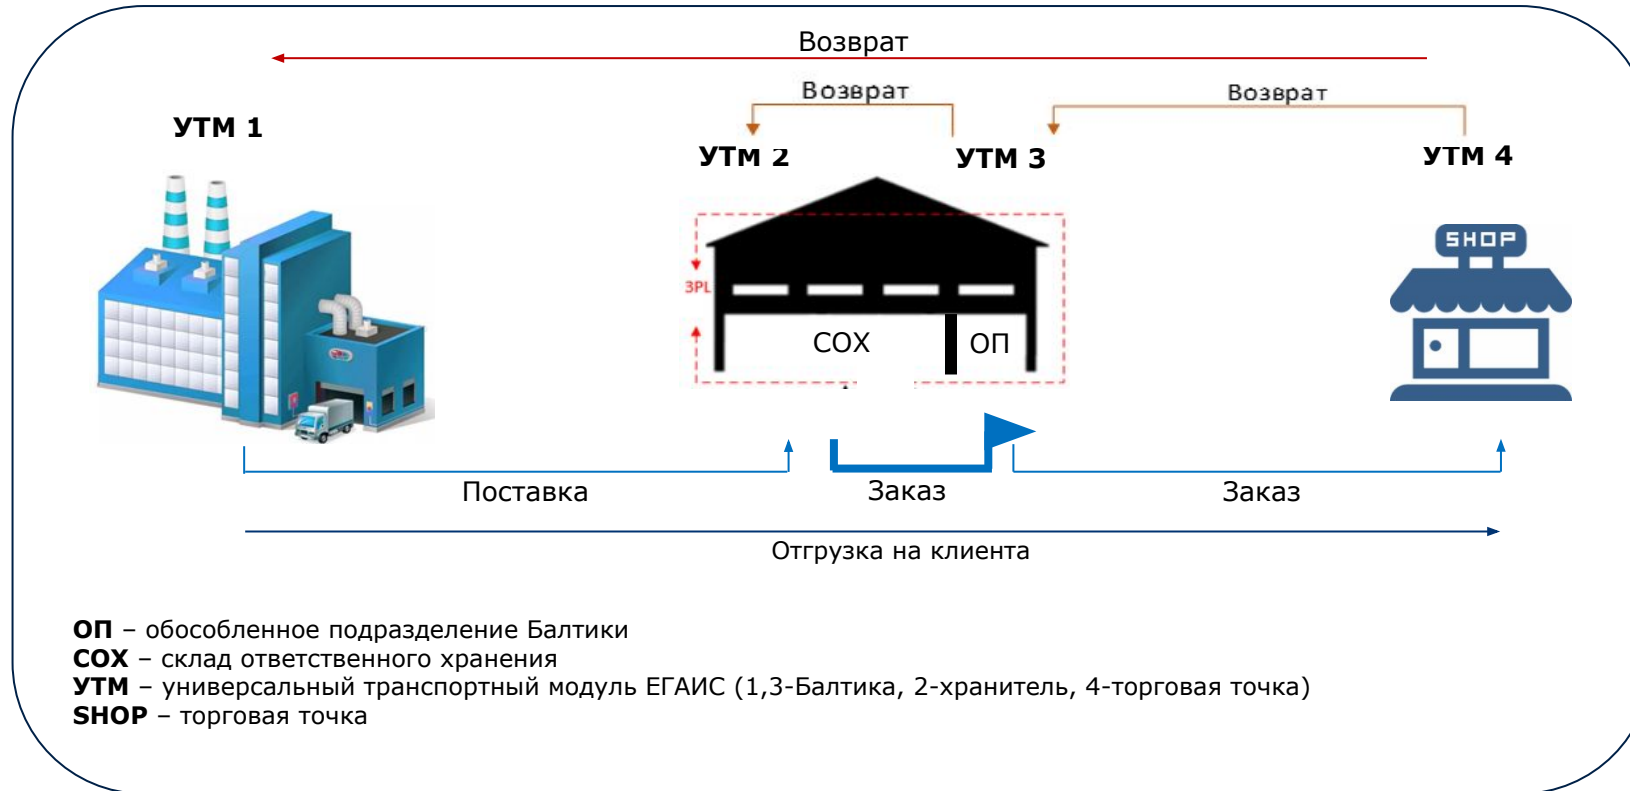 Возврат
Возврат
Возврат
УТМ 1
УТМ 2
УТМ 3
УТМ 4
SHOP
3PL
СОХ
ОП
Поставка
Заказ
Заказ
Отгрузка на клиента
ОП – обособленное подразделение Балтики
СОХ – склад ответственного хранения
УТМ – универсальный транспортный модуль ЕГАИС (1,3-Балтика, 2-хранитель, 4-торговая точка)
SHOP – торговая точка